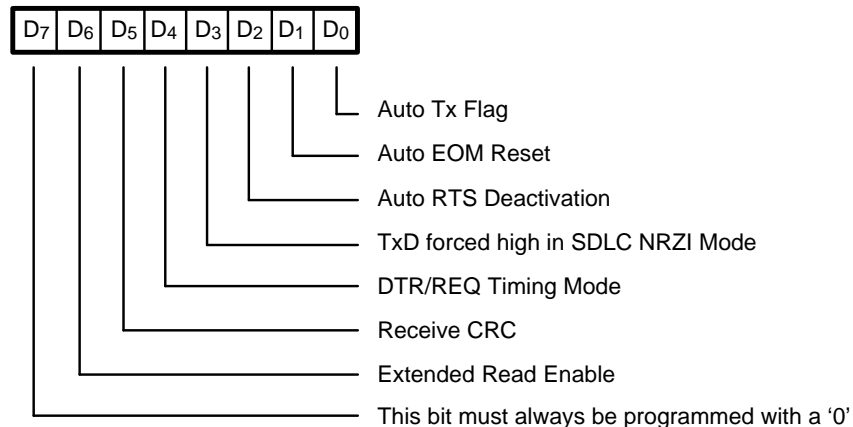 D7 D6 D5 D4 D3 D2 D1 D0
Auto Tx Flag
Auto EOM Reset
Auto RTS Deactivation
TxD forced high in SDLC NRZI Mode
DTR/REQ Timing Mode
Receive CRC
Extended Read Enable
This bit must always be programmed with a ‘0’